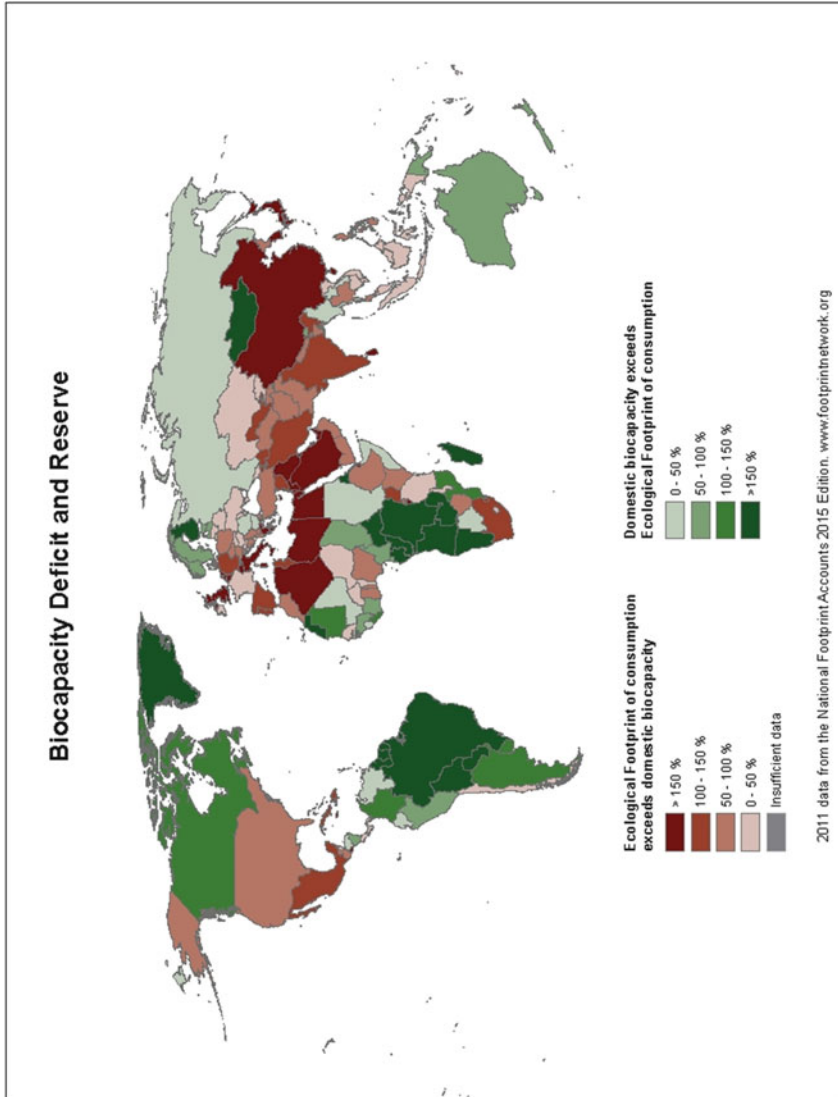 Biocapacity Deficit and Reserve
Ecological Footprint of consumption
exceeds domestic biocapacity
> 150 %
100 - 150 %
50 - 100 %
0 - 50 %
Insufficient data
Domestic biocapacity exceeds
Ecological Footprint of consumption
0 - 50 %
50 - 100 %
100 - 150 %
>150 %
2011 data from the National Footprint Accounts 2015 Edition. www.footprintnetwork.org